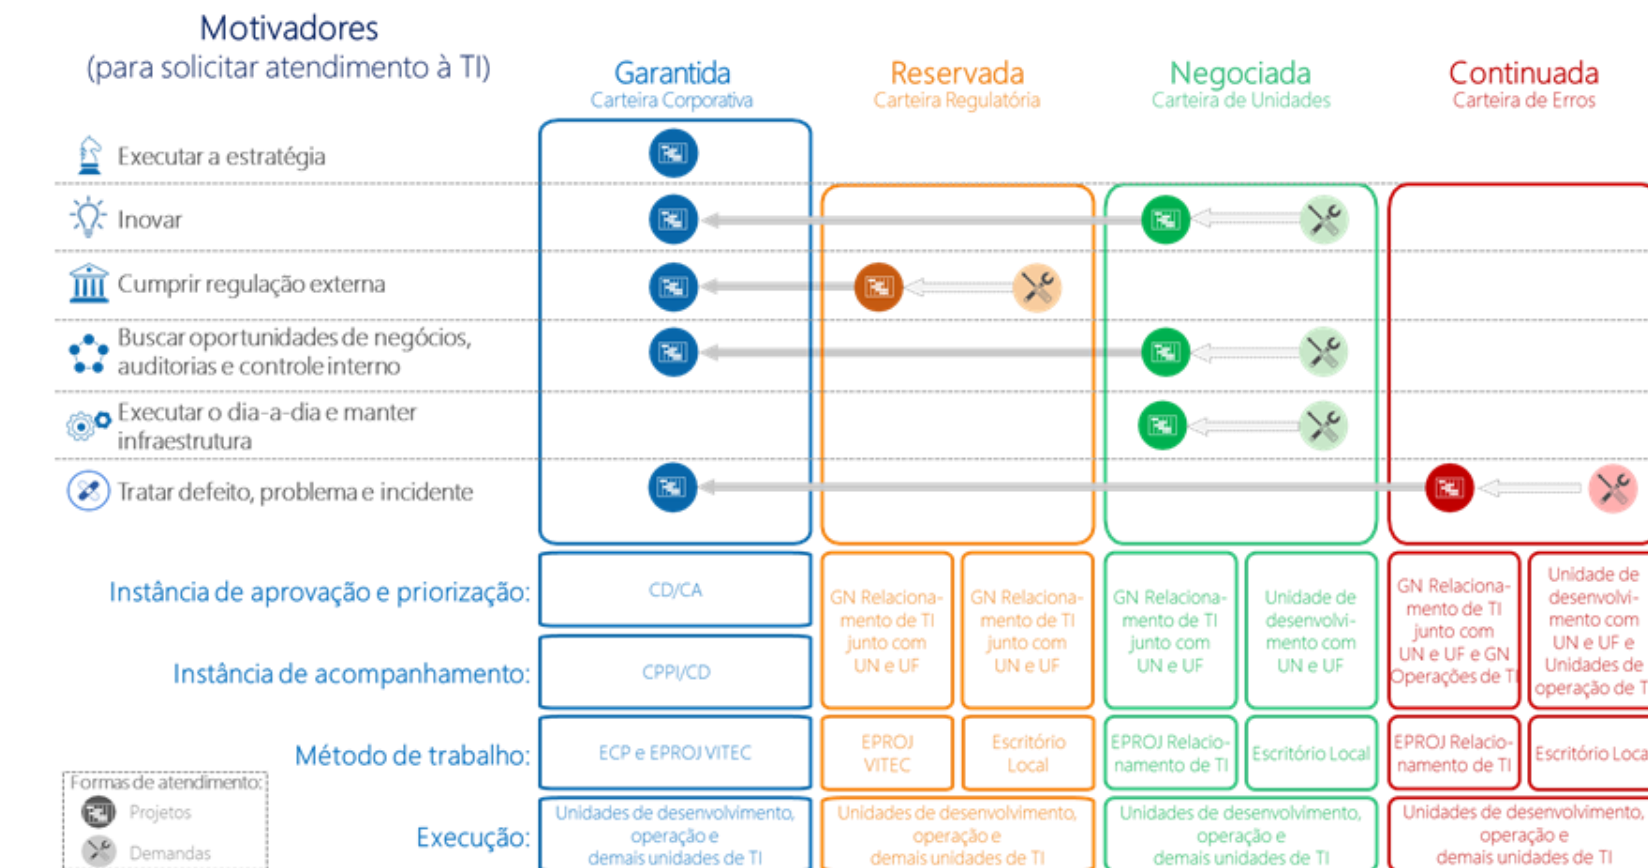 Motivadores
(para solicitar atendimento à TI)
Garantida
Carteira Corporativa
Reservada
Carteira Regulatória
Negociada
Carteira de Unidades
Continuada
Carteira de Erros
Executar a estratégia
Inovar
Cumprir regulação externa
Buscar oportunidades de negócios,
auditorias e controle interno
Executar o dia-a-dia e manter
infraestrutura
Tratar defeito, problema e incidente
Instância de aprovação e priorização:
CD/CA
Instância de acompanhamento:
CPPI/CD
GN Relaciona-
mento de TI
junto com
UN e UF
GN Relaciona-
mento de TI
junto com
UN e UF
GN Relaciona-
mento de TI
junto com
UN e UF
Unidade de
desenvolvi-
mento com
UN e UF
GN Relaciona-
mento de TI
junto com
UN e UF e GN
Operações de TI
Unidade de
desenvolvi-
mento com
UN e UF e
Unidades de
operação de T
Método de trabalho:
ECP e EPROJ VITEC
EPROJ
VITEC
Escritório
Local
EPROJ Relacio-
namento de TI
Escritório Local
EPROJ Relacio-
namento de TI
Escritório Loca
Execução:
Unidades de desenvolvimento,
operação e
demais unidades de TI
Unidades de desenvolvimento,
operação e
demais unidades de TI
Unidades de desenvolvimento,
operação e
demais unidades de TI
Unidades de desenvolvimento,
operação e
demais unidades de TI
Formas de atendimento:
Projetos
Demandas